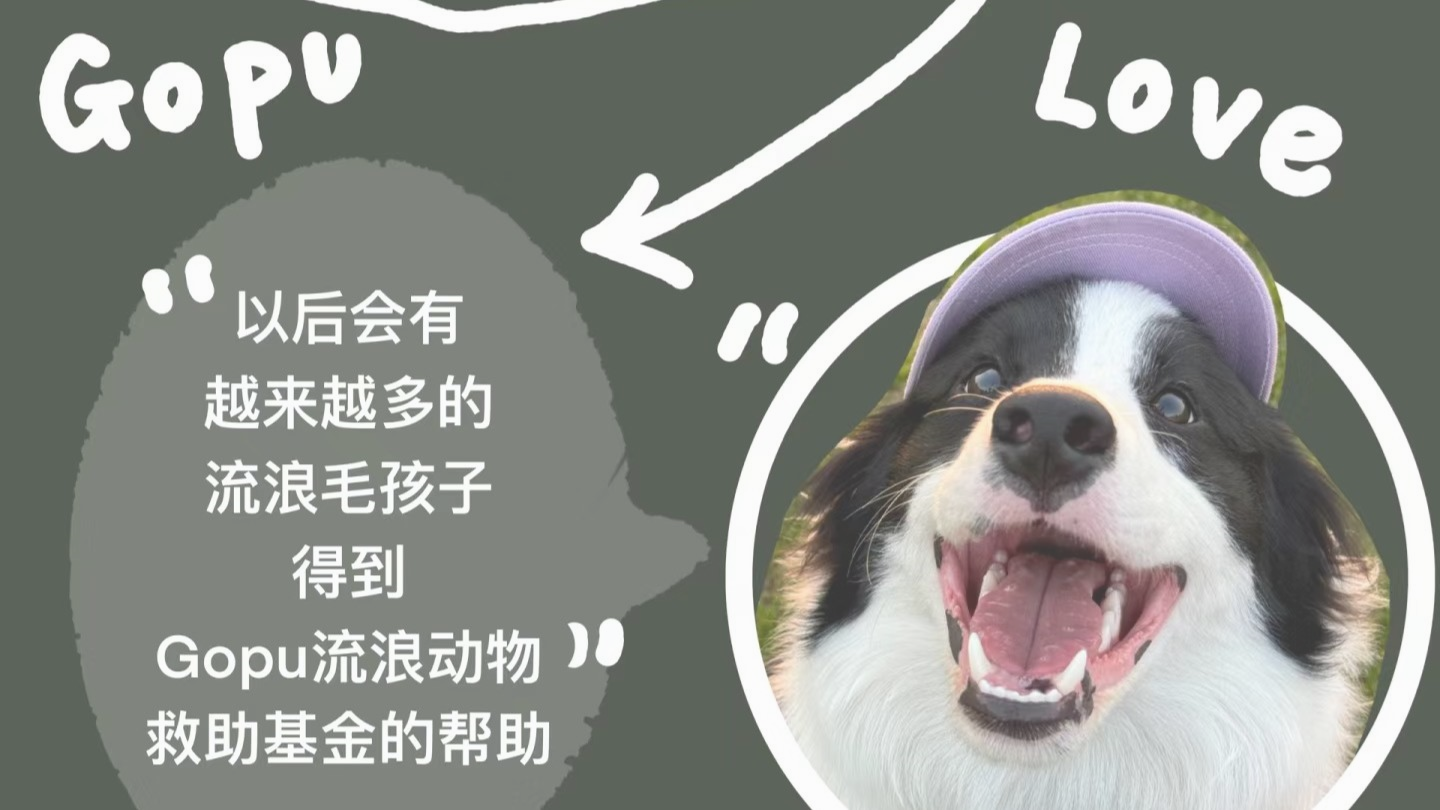 Gopu
Love
“ 以后会有
越来越多的
流浪毛孩子
得到
Gopu流浪动物 ”
救助基金的帮助